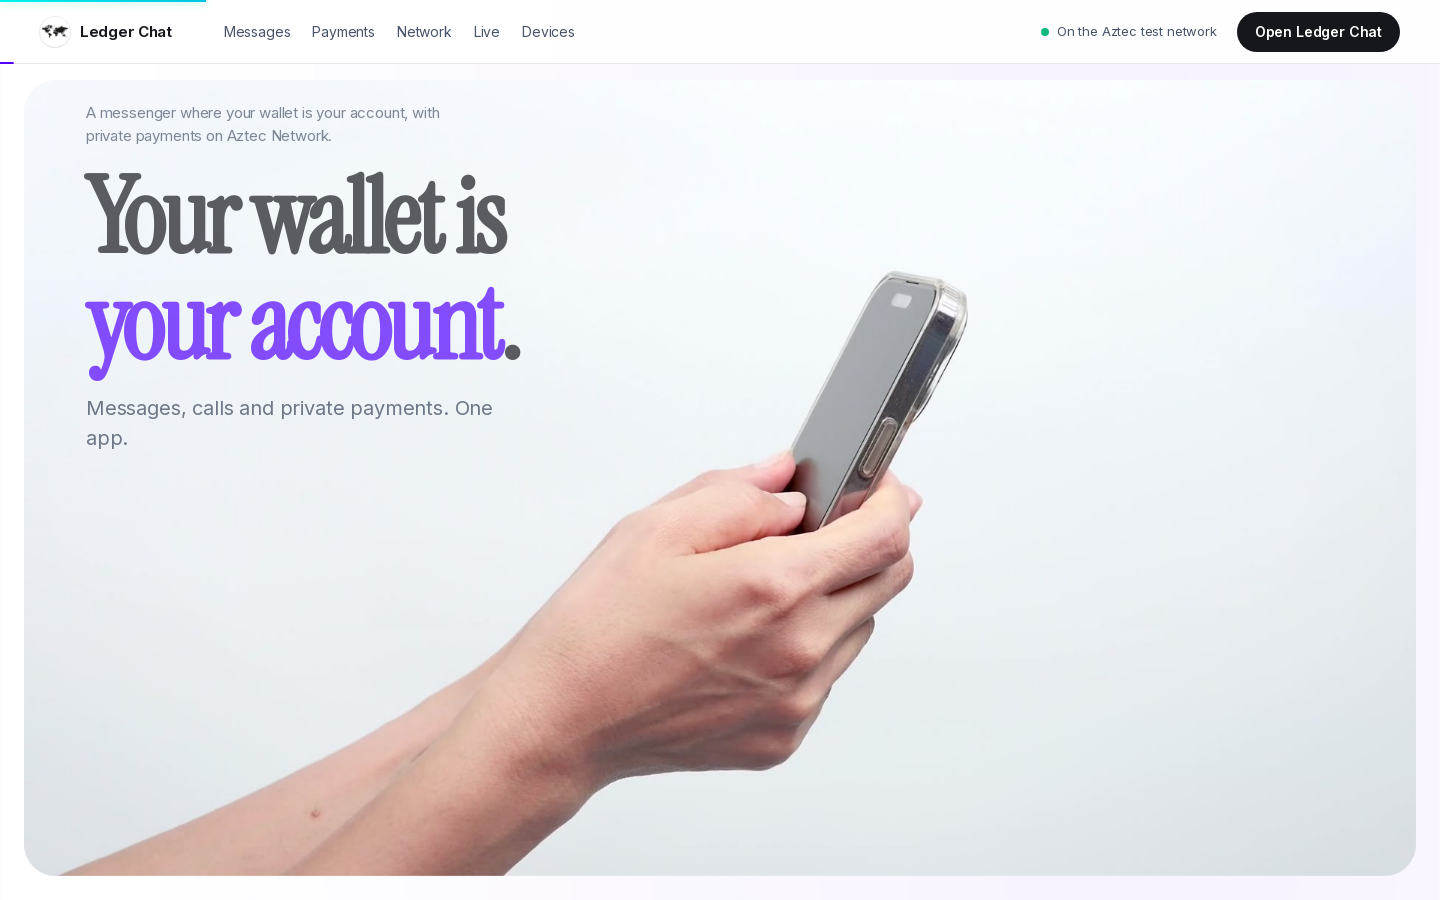 Ledger Chat
Messages
Payments
Network
Live
Devices
On the Aztec test network
Open Ledger Chat
A messenger where your wallet is your account, with
private payments on Aztec Network.
Your wallet is
your account.
Messages, calls and private payments. One
app.